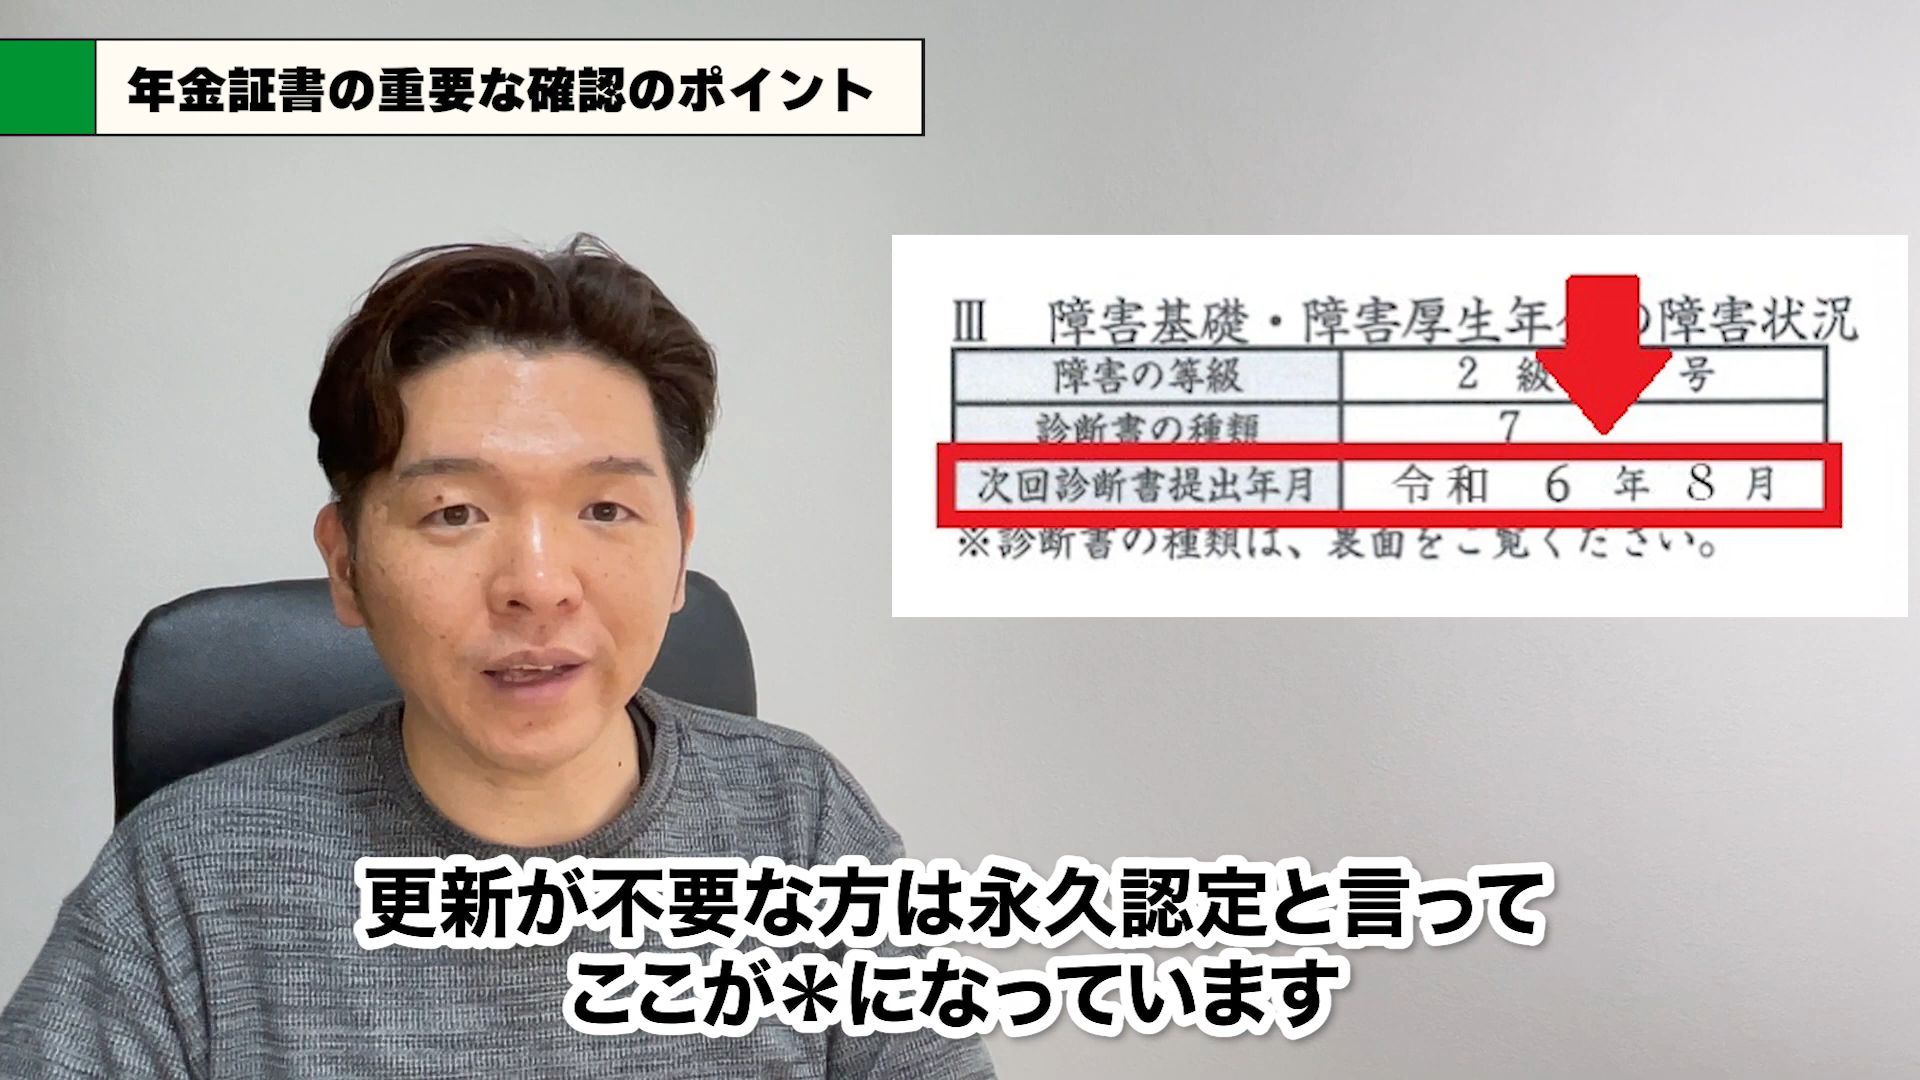 年金証書の重要な確認のポイント
Ⅲ 障害基礎・障害厚生年金の障害状況
障害の等級 2 級 号
診断書の種類 7
次回診断書提出年月 令和 6 年 8 月
※診断書の種類は、裏面をご覧ください。
更新が不要な方は永久認定と言って
ここが＊になっています